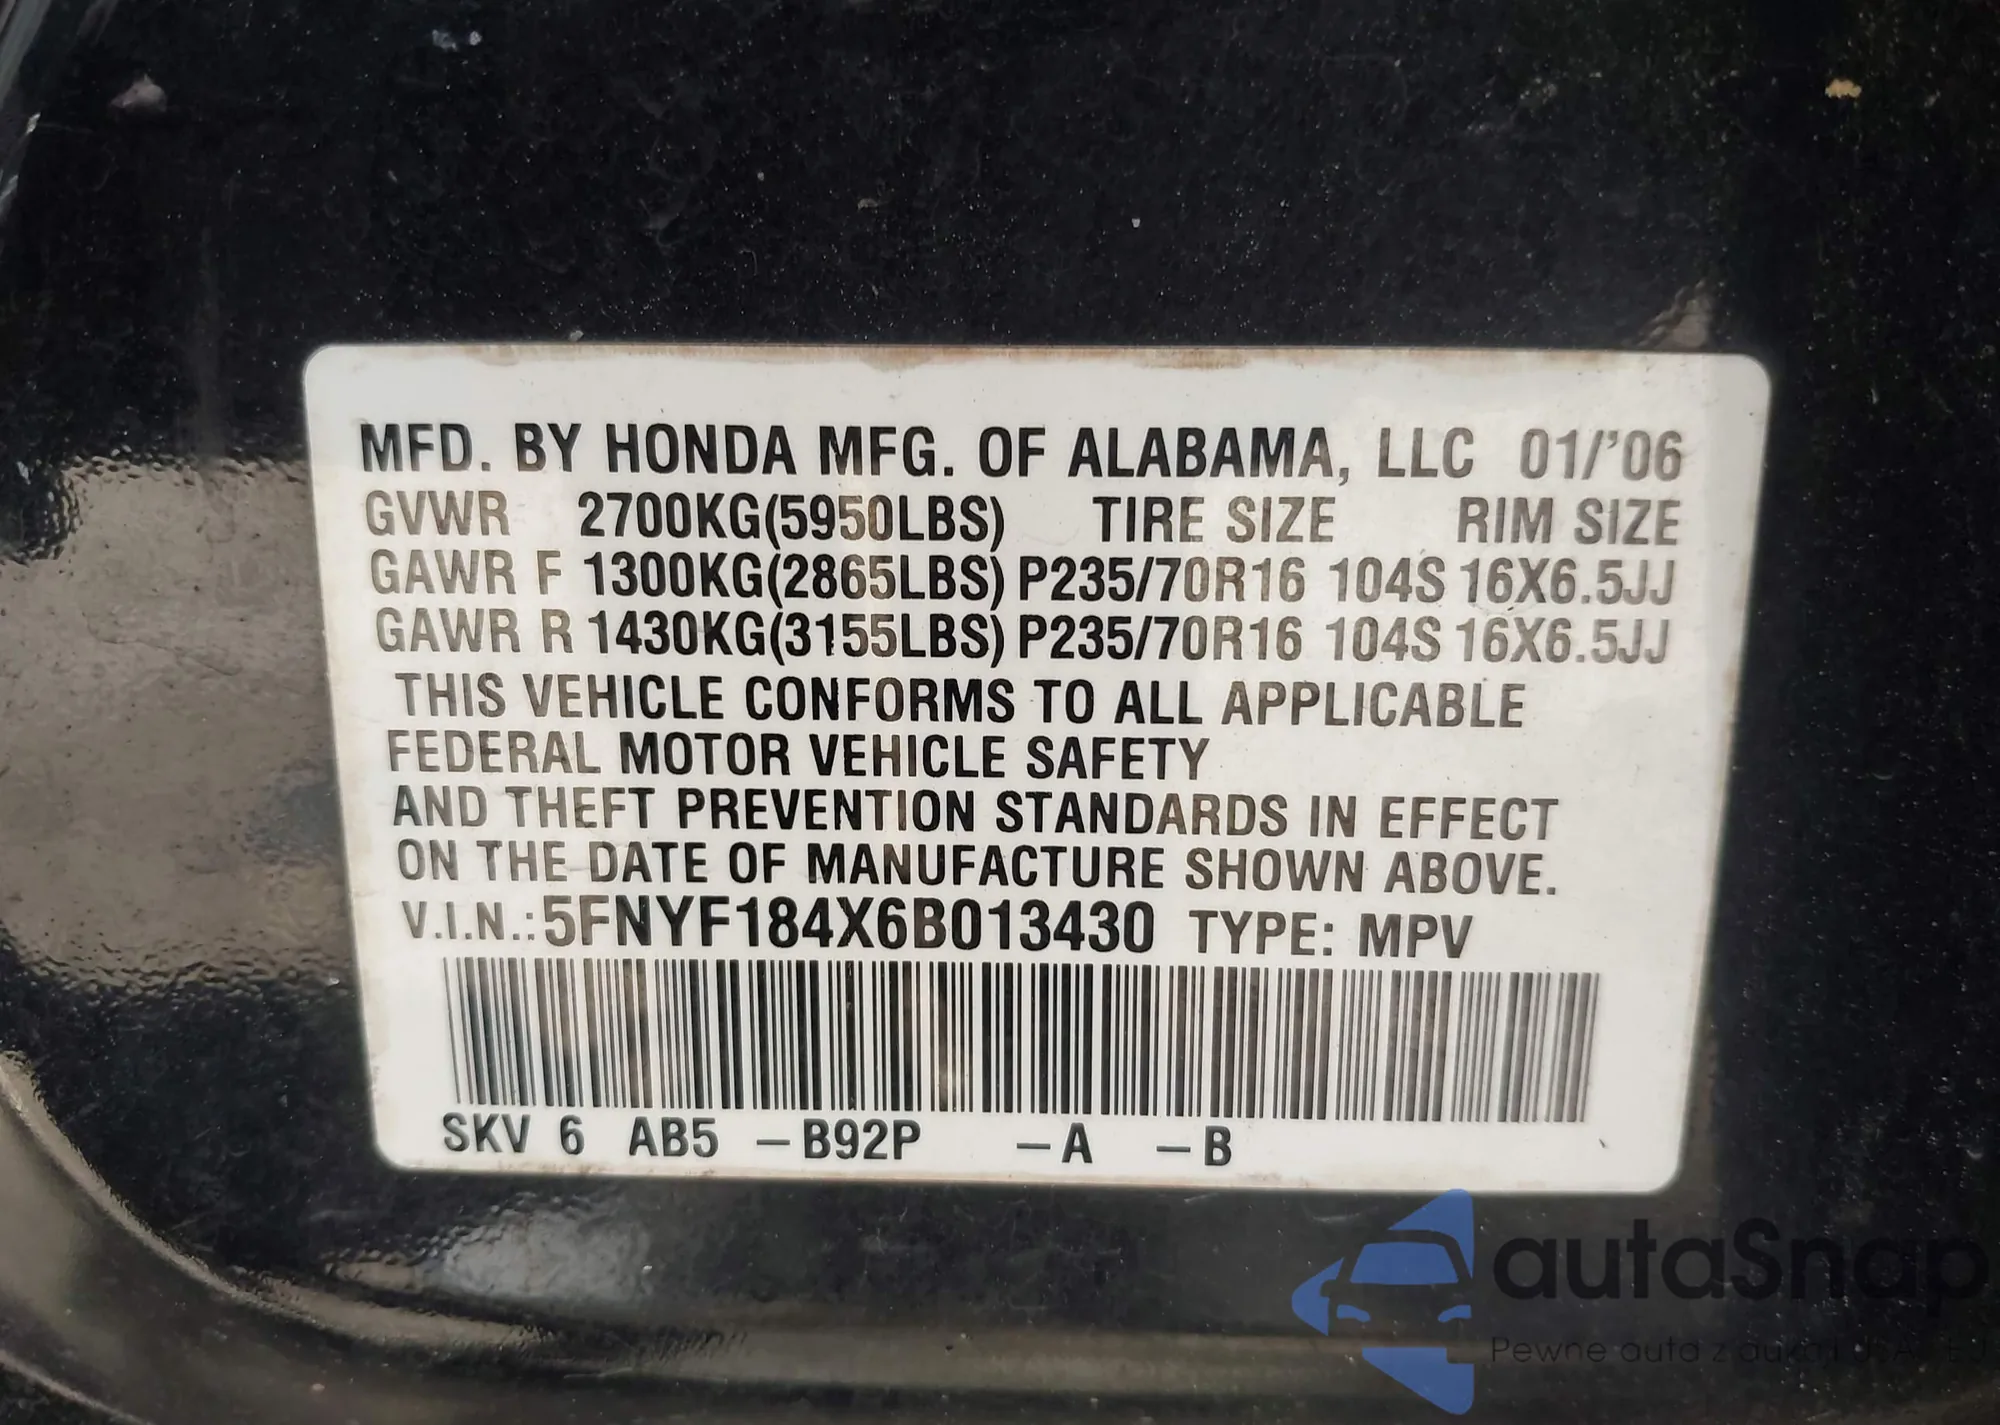 MFD. BY HONDA MFG. OF ALABAMA, LLC 01/'06
GVWR 2700KG(5950LBS) TIRE SIZE RIM SIZE
GAWR F 1300KG(2865LBS) P235/70R16 104S 16X6.5JJ
GAWR R 1430KG(3155LBS) P235/70R16 104S 16X6.5JJ
THIS VEHICLE CONFORMS TO ALL APPLICABLE
FEDERAL MOTOR VEHICLE SAFETY
AND THEFT PREVENTION STANDARDS IN EFFECT
ON THE DATE OF MANUFACTURE SHOWN ABOVE.
V.I.N.:5FNYF184X6B013430 TYPE: MPV
SKV 6 AB5 –B92P –A –B
autaSnap
Pewne auta z aukcji